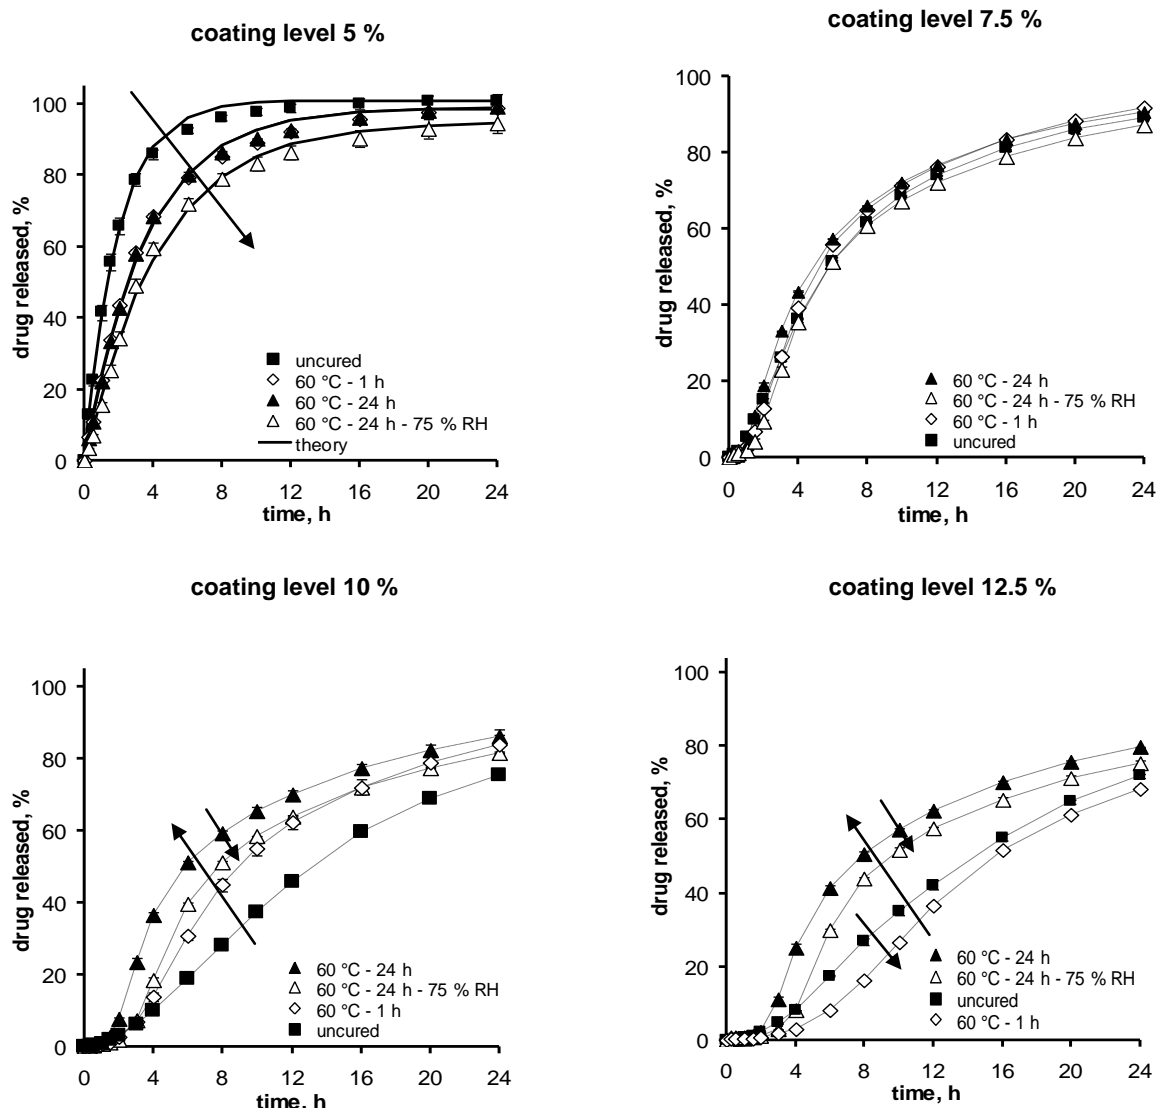 coating level 5 %
drug released, %
100
80
60
40
20
0
uncured
60 °C - 1 h
60 °C - 24 h
60 °C - 24 h - 75 % RH
theory
0 4 8 12 16 20 24
time, h
coating level 7.5 %
drug released, %
100
80
60
40
20
0
60 °C - 24 h
60 °C - 24 h - 75 % RH
60 °C - 1 h
uncured
0 4 8 12 16 20 24
time, h
coating level 10 %
drug released, %
100
80
60
40
20
0
60 °C - 24 h
60 °C - 24 h - 75 % RH
60 °C - 1 h
uncured
0 4 8 12 16 20 24
time, h
coating level 12.5 %
drug released, %
100
80
60
40
20
0
60 °C - 24 h
60 °C - 24 h - 75 % RH
uncured
60 °C - 1 h
0 4 8 12 16 20 24
time, h